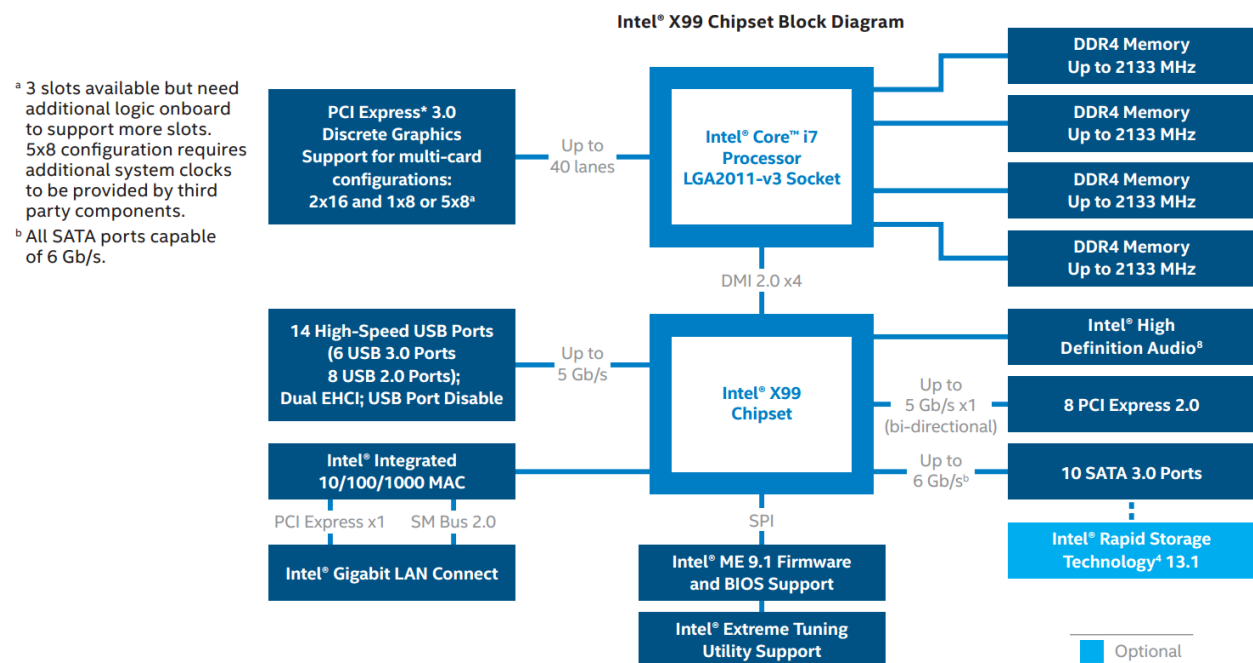 Intel® X99 Chipset Block Diagram
ᵃ 3 slots available but need
additional logic onboard
to support more slots.
5x8 configuration requires
additional system clocks
to be provided by third
party components.
ᵇ All SATA ports capable
of 6 Gb/s.
PCI Express* 3.0
Discrete Graphics
Support for multi-card
configurations:
2x16 and 1x8 or 5x8ᵃ
Up to
40 lanes
Intel® Core™ i7
Processor
LGA2011-v3 Socket
DDR4 Memory
Up to 2133 MHz
DDR4 Memory
Up to 2133 MHz
DDR4 Memory
Up to 2133 MHz
DDR4 Memory
Up to 2133 MHz
DMI 2.0 x4
14 High-Speed USB Ports
(6 USB 3.0 Ports
8 USB 2.0 Ports);
Dual EHCI; USB Port Disable
Up to
5 Gb/s
Intel® X99
Chipset
Intel® High
Definition Audio⁸
Up to
5 Gb/s x1
(bi-directional)
8 PCI Express 2.0
Up to
6 Gb/sᵇ
10 SATA 3.0 Ports
Intel® Rapid Storage
Technology⁴ 13.1
Intel® Integrated
10/100/1000 MAC
PCI Express x1
SM Bus 2.0
Intel® Gigabit LAN Connect
SPI
Intel® ME 9.1 Firmware
and BIOS Support
Intel® Extreme Tuning
Utility Support
Optional